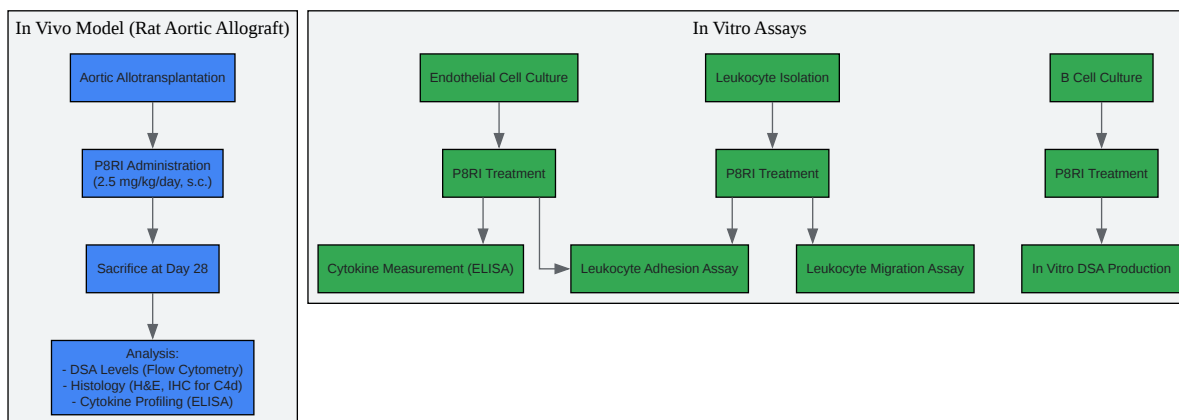 In Vivo Model (Rat Aortic Allograft)
Aortic Allotransplantation
P8RI Administration
(2.5 mg/kg/day, s.c.)
Sacrifice at Day 28
Analysis:
- DSA Levels (Flow Cytometry)
- Histology (H&E, IHC for C4d)
- Cytokine Profiling (ELISA)
In Vitro Assays
Endothelial Cell Culture
Leukocyte Isolation
B Cell Culture
P8RI Treatment
P8RI Treatment
P8RI Treatment
Cytokine Measurement (ELISA)
Leukocyte Adhesion Assay
Leukocyte Migration Assay
In Vitro DSA Production